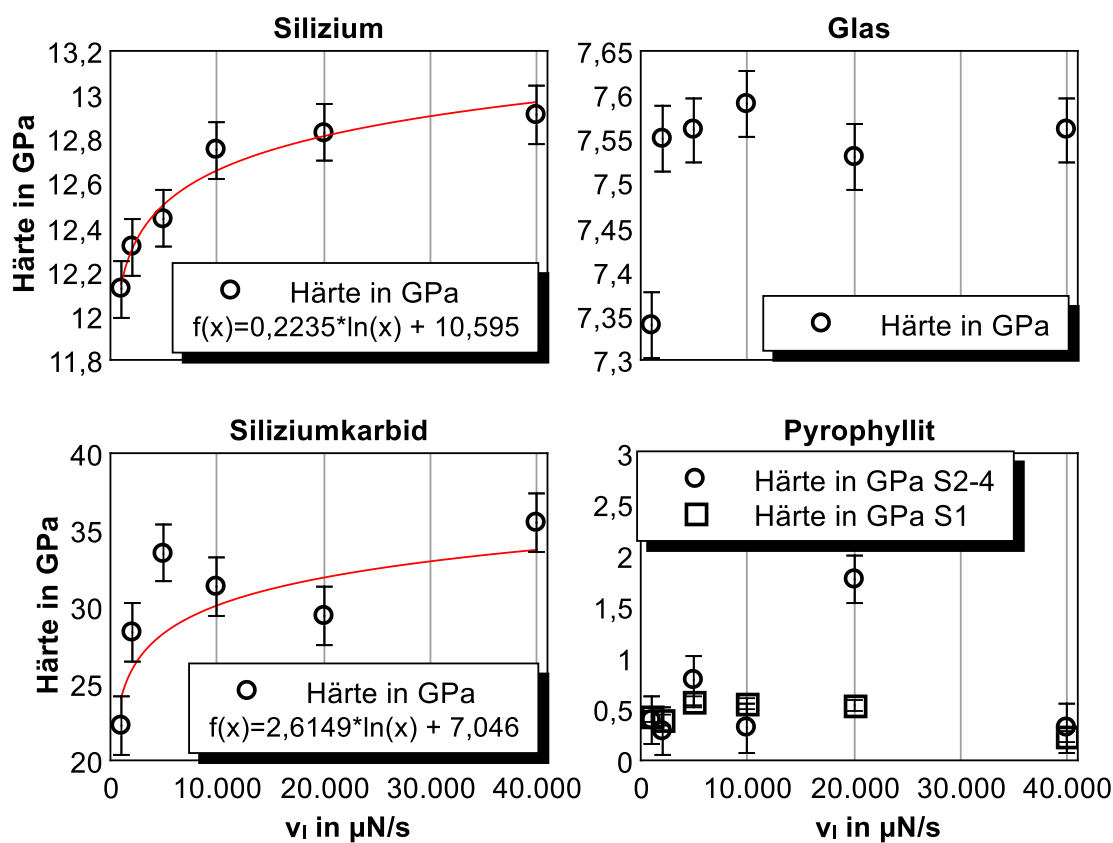 Silizium
Härte in GPa
13,2
13
12,8
12,6
12,4
12,2
12
11,8
Härte in GPa
f(x)=0,2235*ln(x) + 10,595
Glas
7,65
7,6
7,55
7,5
7,45
7,4
7,35
7,3
Härte in GPa
Siliziumkarbid
Härte in GPa
40
35
30
25
20
Härte in GPa
f(x)=2,6149*ln(x) + 7,046
0 10.000 20.000 30.000 40.000
vl in µN/s
Pyrophyllit
3
2,5
2
1,5
1
0,5
0
Härte in GPa S2-4
Härte in GPa S1
0 10.000 20.000 30.000 40.000
vl in µN/s